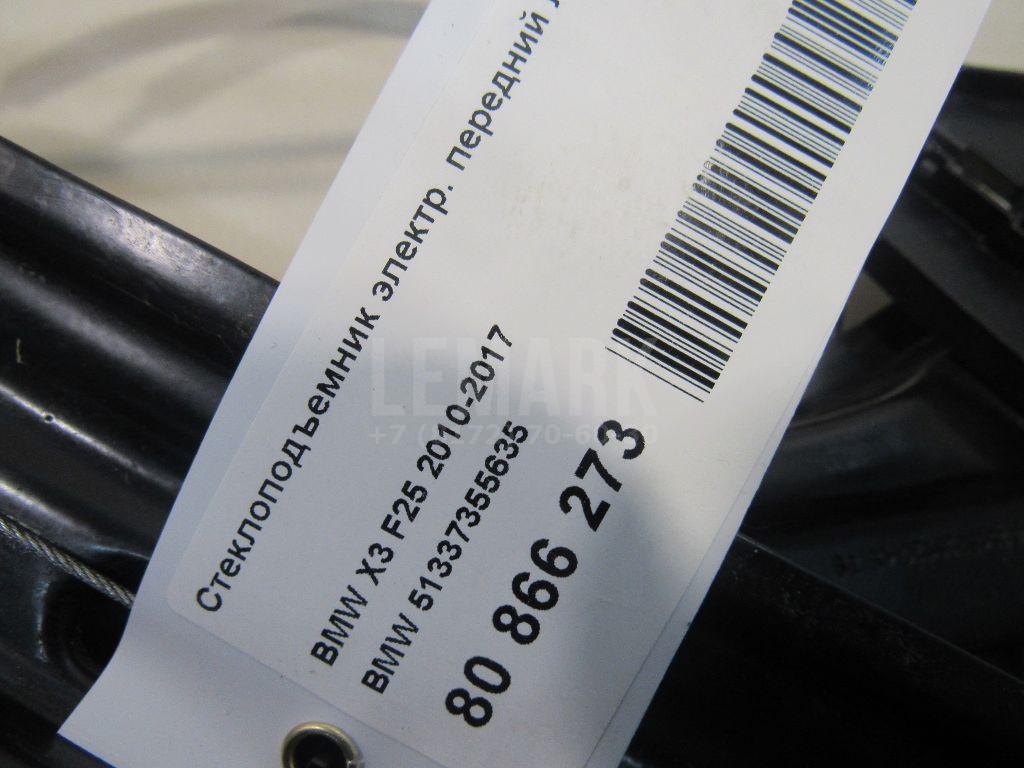 Стеклоподъемник электр. передний
BMW X3 F25 2010-2017
BMW 51337355635
80 866 273
LEMARK